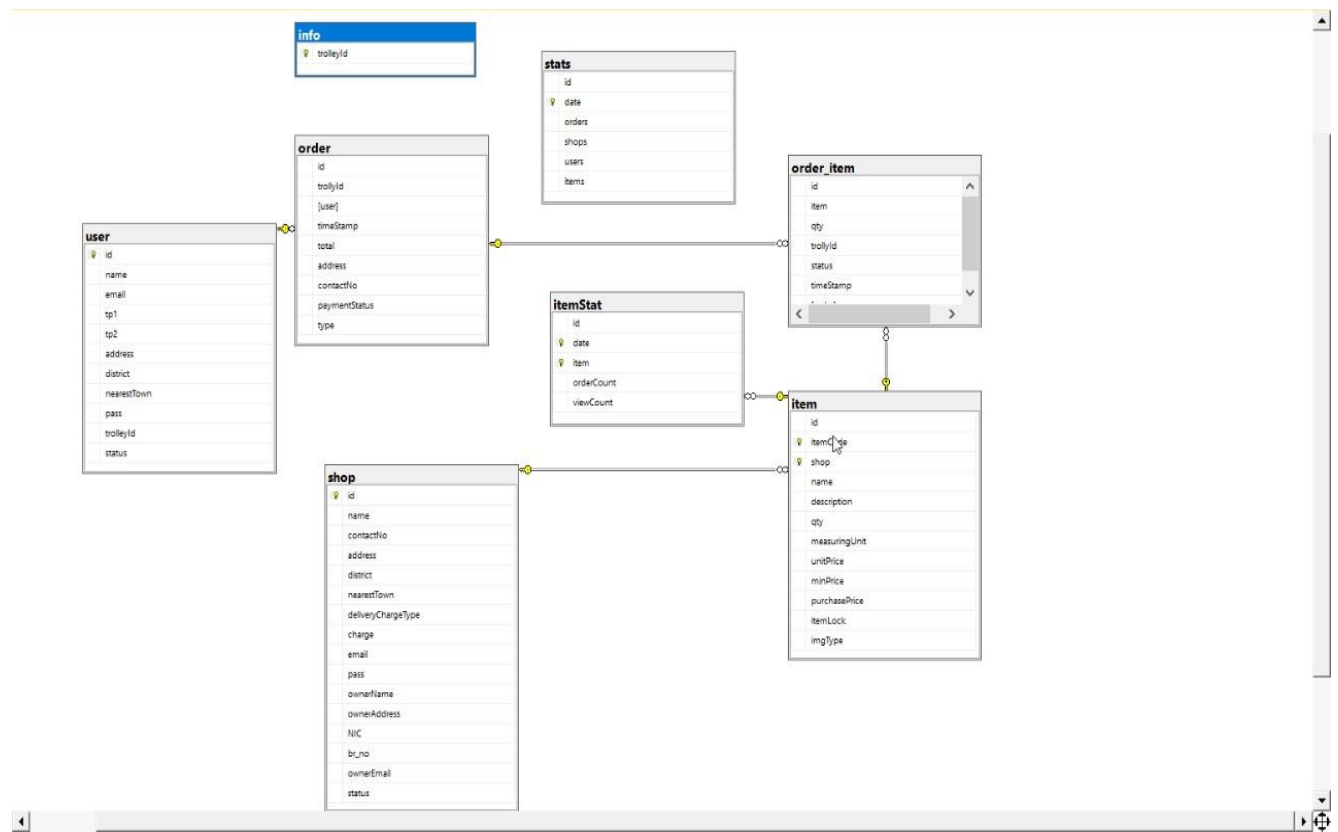 info
trolleyId
stats
id
date
orders
shops
users
items
order
id
trollyId
[user]
timeStamp
total
address
contactNo
paymentStatus
type
order_item
id
item
qty
trollyId
status
timeStamp
user
id
name
email
tp1
tp2
address
district
nearestTown
pass
trolleyId
status
itemStat
id
date
item
orderCount
viewCount
item
id
shop
name
description
qty
measuringUnit
unitPrice
minPrice
purchasePrice
itemLock
imgType
shop
id
name
contactNo
address
district
nearestTown
deliveryChargeType
charge
email
pass
ownerName
ownerAddress
NIC
br_no
ownerEmail
status